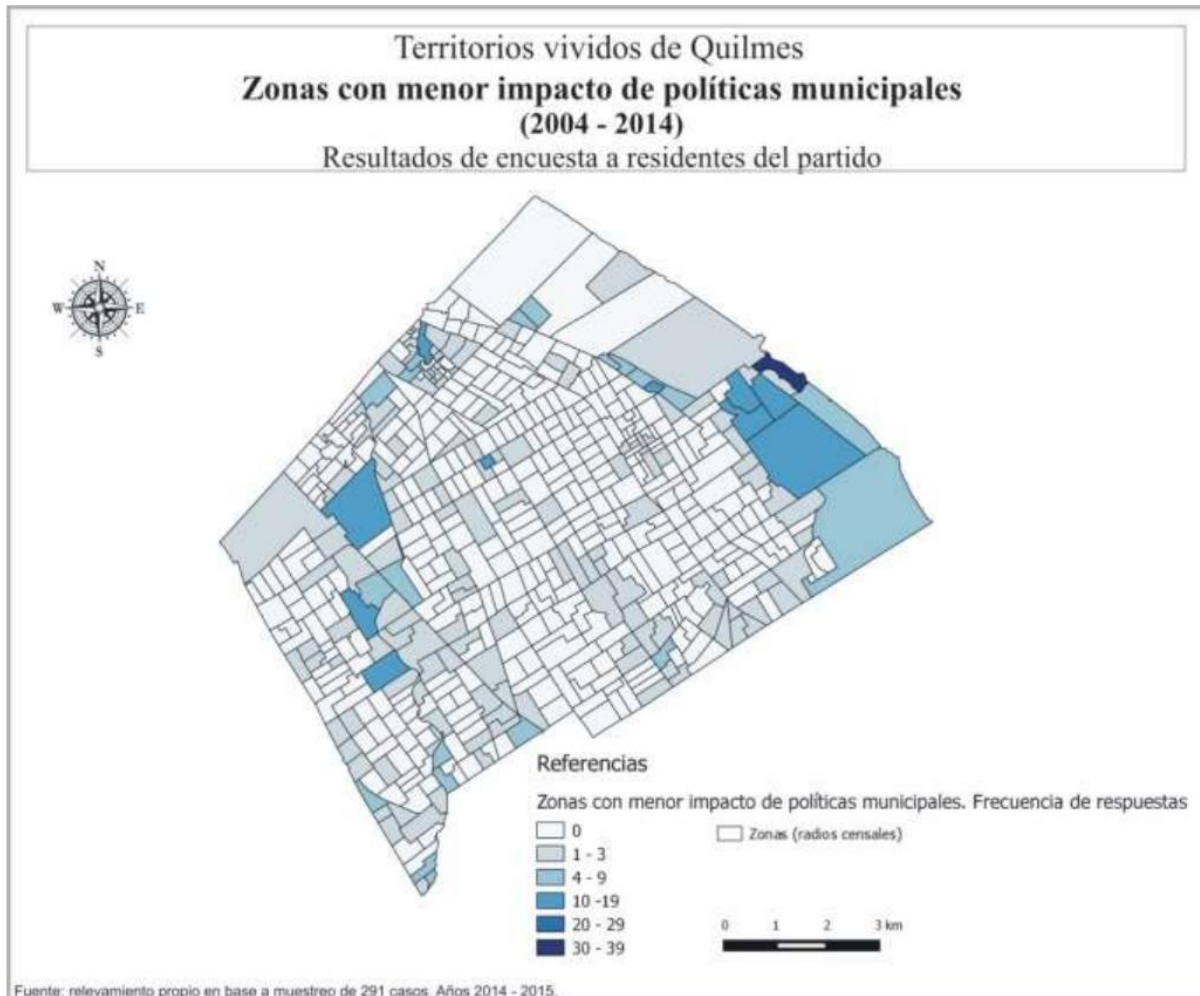 Territorios vividos de Quilmes
Zonas con menor impacto de políticas municipales
(2004 - 2014)
Resultados de encuesta a residentes del partido
N
W E
S
Referencias
Zonas con menor impacto de políticas municipales. Frecuencia de respuestas
0
Zonas (radios censales)
1 - 3
4 - 9
10 -19
20 - 29
30 - 39
0 1 2 3 km
Fuente: relevamiento propio en base a muestreo de 291 casos. Años 2014 - 2015.